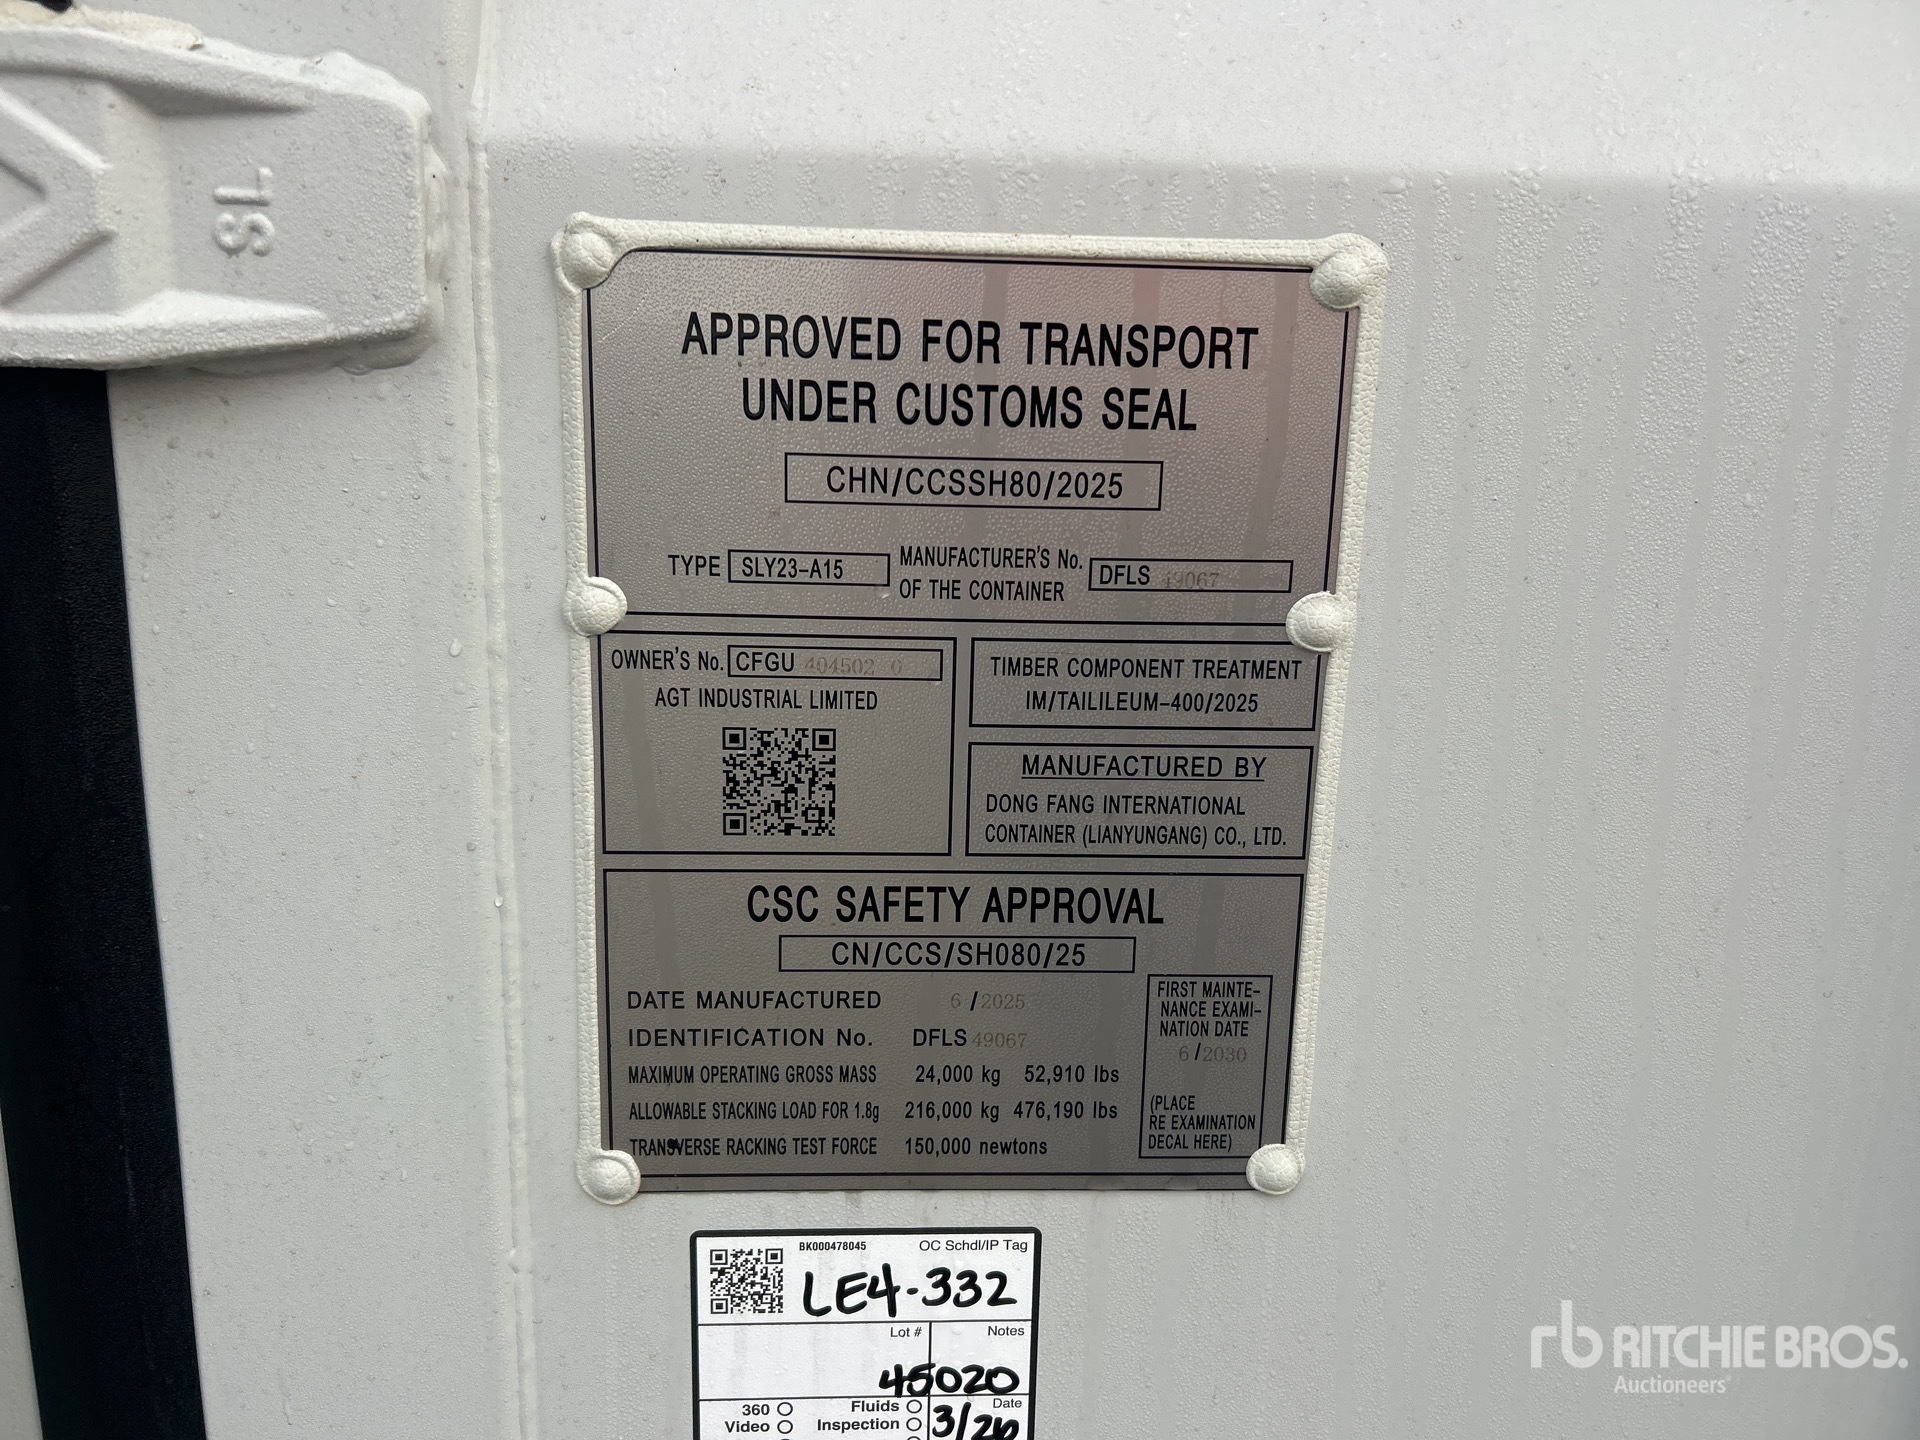 SL
APPROVED FOR TRANSPORT
UNDER CUSTOMS SEAL
CHN/CCSSH80/2025
TYPE SLY23-A15
MANUFACTURER'S No.
OF THE CONTAINER
DFLS 49067
OWNER'S No. CFGU 404502 0
AGT INDUSTRIAL LIMITED
TIMBER COMPONENT TREATMENT
IM/TAILILEUM-400/2025
MANUFACTURED BY
DONG FANG INTERNATIONAL
CONTAINER (LIANYUNGANG) CO., LTD.
CSC SAFETY APPROVAL
CN/CCS/SH080/25
DATE MANUFACTURED 6/2025
IDENTIFICATION No. DFLS 49067
MAXIMUM OPERATING GROSS MASS 24,000 kg 52,910 lbs
ALLOWABLE STACKING LOAD FOR 1.8g 216,000 kg 476,190 lbs
TRANSVERSE RACKING TEST FORCE 150,000 newtons
FIRST MAINTE-
NANCE EXAMI-
NATION DATE
6/2030
(PLACE
RE EXAMINATION
DECAL HERE)
BK000478045 OC Schdl/IP Tag
LE4-332
Lot # Notes
45020
360 Fluids Date
Video Inspection 3/26
rb RITCHIE BROS.
Auctioneers